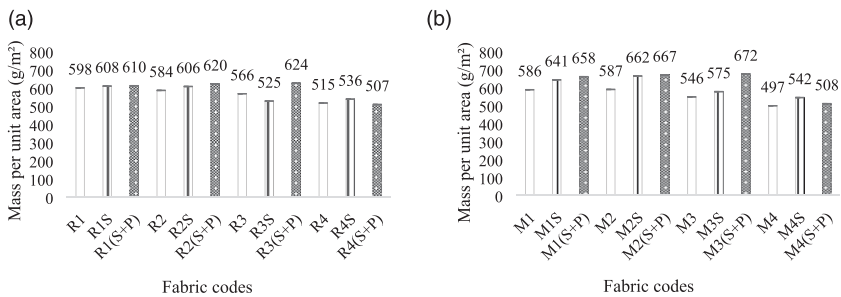 (a)
Mass per unit area (g/m²)
800
700
600
500
400
300
200
100
0
598 608 610 584 606 620 566 525 624 515 536 507
R1 R1S R1(S+P) R2 R2S R2(S+P) R3 R3S R3(S+P) R4 R4S R4(S+P)
Fabric codes
(b)
Mass per unit area (g/m²)
800
700
600
500
400
300
200
100
0
586 641 658 587 662 667 546 575 672 497 542 508
M1 M1S M1(S+P) M2 M2S M2(S+P) M3 M3S M3(S+P) M4 M4S M4(S+P)
Fabric codes